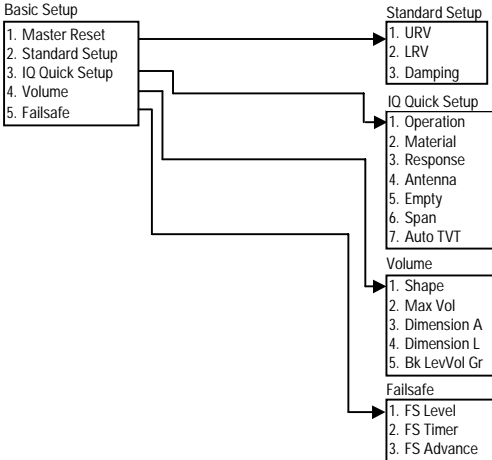 Basic Setup
1. Master Reset
2. Standard Setup
3. IQ Quick Setup
4. Volume
5. Failsafe
Standard Setup
1. URV
2. LRV
3. Damping
IQ Quick Setup
1. Operation
2. Material
3. Response
4. Antenna
5. Empty
6. Span
7. Auto TVT
Volume
1. Shape
2. Max Vol
3. Dimension A
4. Dimension L
5. Bk LevVol Gr
Failsafe
1. FS Level
2. FS Timer
3. FS Advance